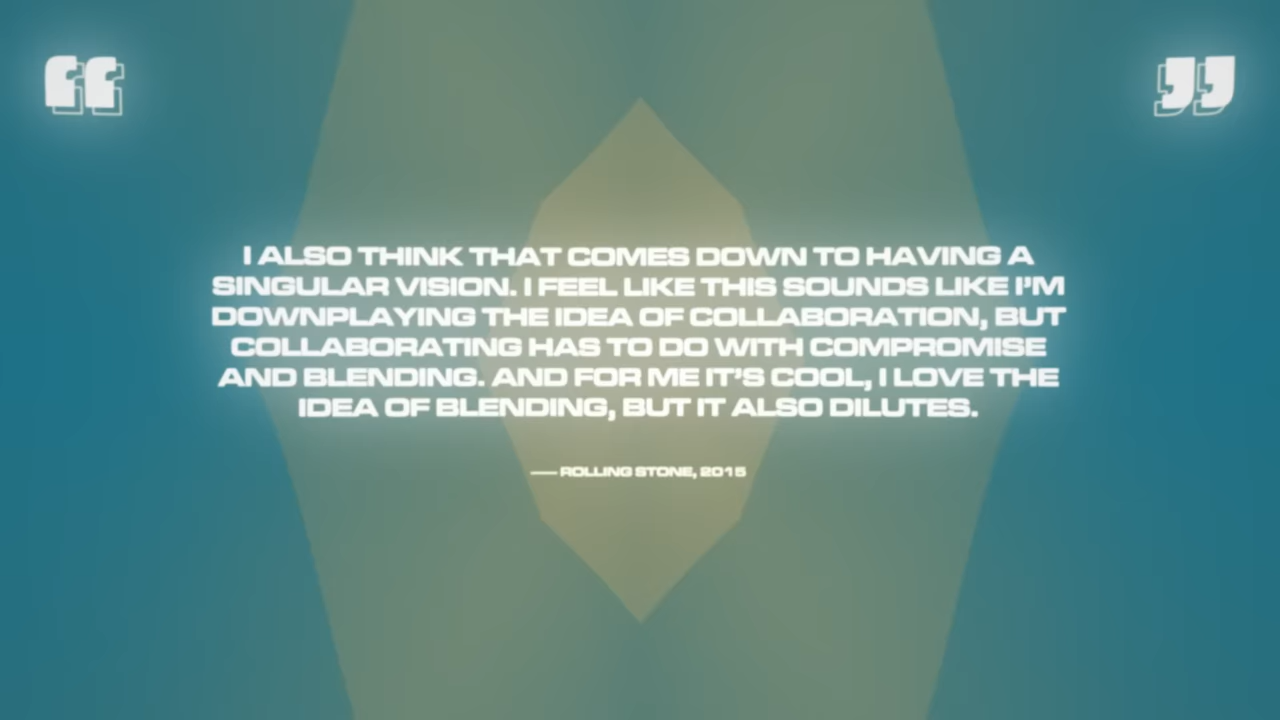 “
”
I ALSO THINK THAT COMES DOWN TO HAVING A
SINGULAR VISION. I FEEL LIKE THIS SOUNDS LIKE I'M
DOWNPLAYING THE IDEA OF COLLABORATION, BUT
COLLABORATING HAS TO DO WITH COMPROMISE
AND BLENDING. AND FOR ME IT'S COOL, I LOVE THE
IDEA OF BLENDING, BUT IT ALSO DILUTES.
— ROLLING STONE, 2015